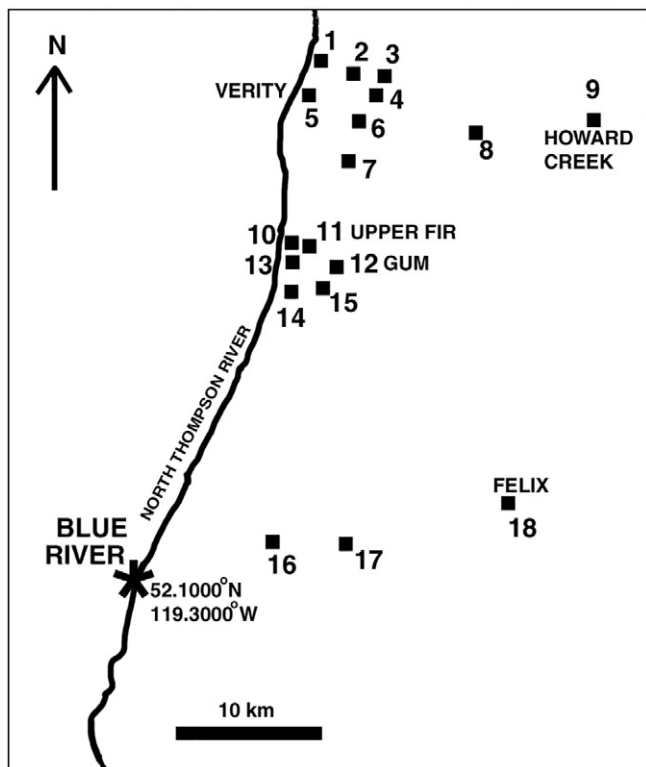 N
1
2
3
VERITY
5
4
9
6
8
HOWARD
CREEK
7
10
11 UPPER FIR
13
12 GUM
14
15
NORTH THOMPSON RIVER
FELIX
18
BLUE
RIVER
16
17
52.1000°N
119.3000°W
10 km